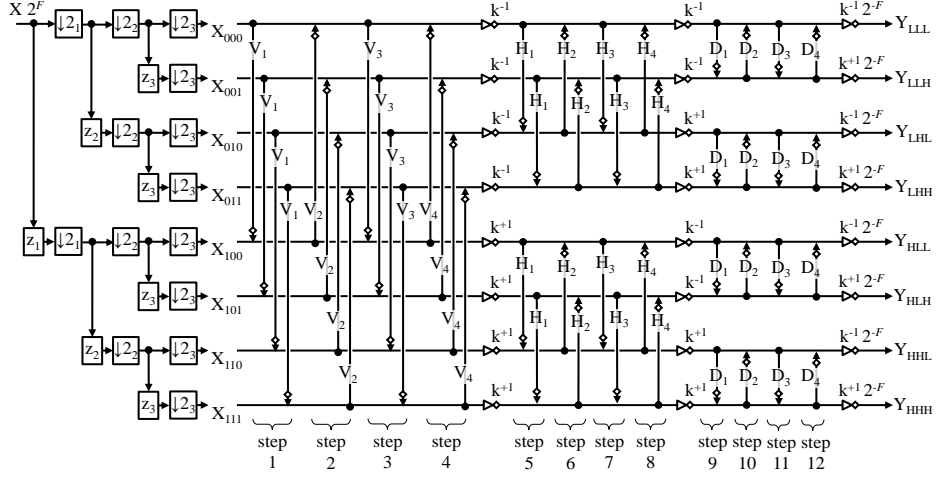 X 2^F ↓2₁ ↓2₂ ↓2₃ X₀₀₀ k⁻¹ k⁻¹ k⁻¹ 2⁻ᶠ Y_LLL
V₁ V₃ H₁ H₂ H₃ H₄ D₁ D₂ D₃ D₄
z₃ ↓2₃ X₀₀₁ k⁻¹ k⁻¹ k⁺¹ 2⁻ᶠ Y_LLH
V₁ V₃ H₁ H₂ H₃ H₄
z₂ ↓2₂ ↓2₃ X₀₁₀ k⁻¹ k⁺¹ k⁻¹ 2⁻ᶠ Y_LHL
V₁ V₃ D₁ D₂ D₃ D₄
z₃ ↓2₃ X₀₁₁ k⁻¹ k⁺¹ k⁺¹ 2⁻ᶠ Y_LHH
V₁ V₂ V₃ V₄
z₁ ↓2₁ ↓2₂ ↓2₃ X₁₀₀ k⁺¹ k⁻¹ k⁻¹ 2⁻ᶠ Y_HLL
V₂ V₄ H₁ H₂ H₃ H₄ D₁ D₂ D₃ D₄
z₃ ↓2₃ X₁₀₁ k⁺¹ k⁻¹ k⁺¹ 2⁻ᶠ Y_HLH
V₂ V₄ H₁ H₂ H₃ H₄
z₂ ↓2₂ ↓2₃ X₁₁₀ k⁺¹ k⁺¹ k⁻¹ 2⁻ᶠ Y_HHL
V₂ V₄ D₁ D₂ D₃ D₄
z₃ ↓2₃ X₁₁₁ k⁺¹ k⁺¹ k⁺¹ 2⁻ᶠ Y_HHH
step step step step step step step step step step step step
1 2 3 4 5 6 7 8 9 10 11 12